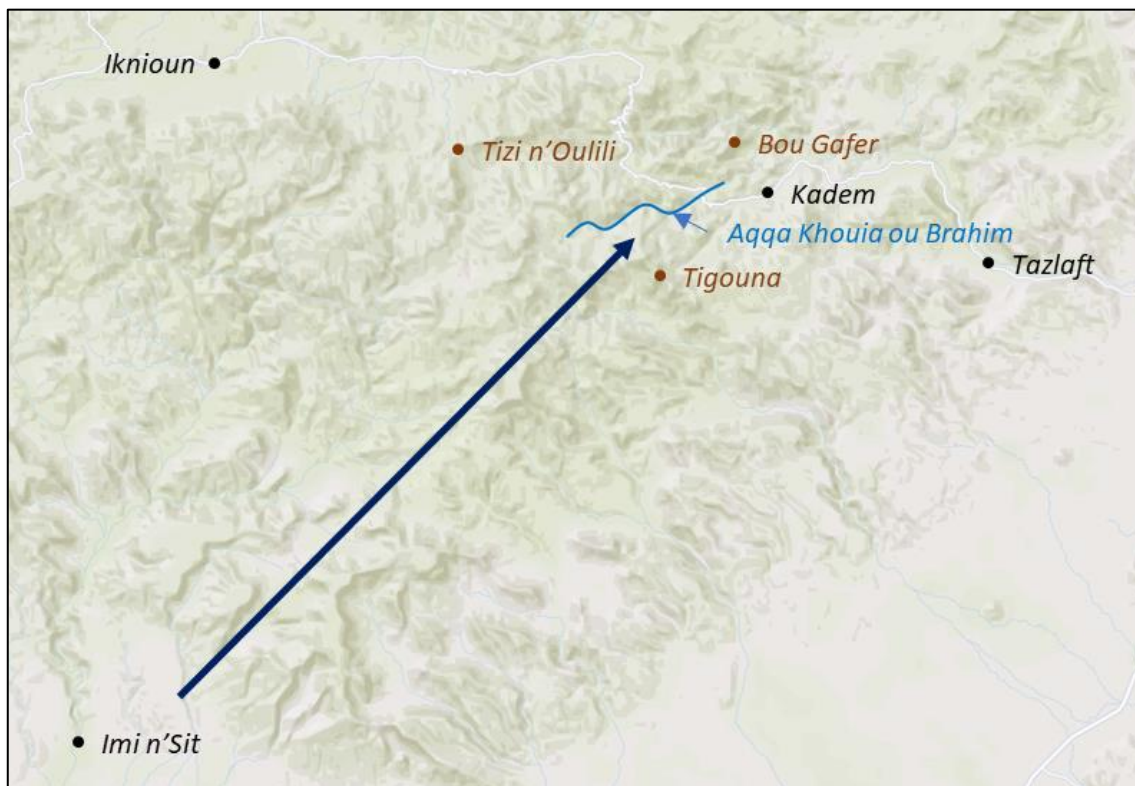 Iknioun
Tizi n’Oulili
Bou Gafer
Kadem
Aqqa Khouia ou Brahim
Tazlaft
Tigouna
Imi n’Sit